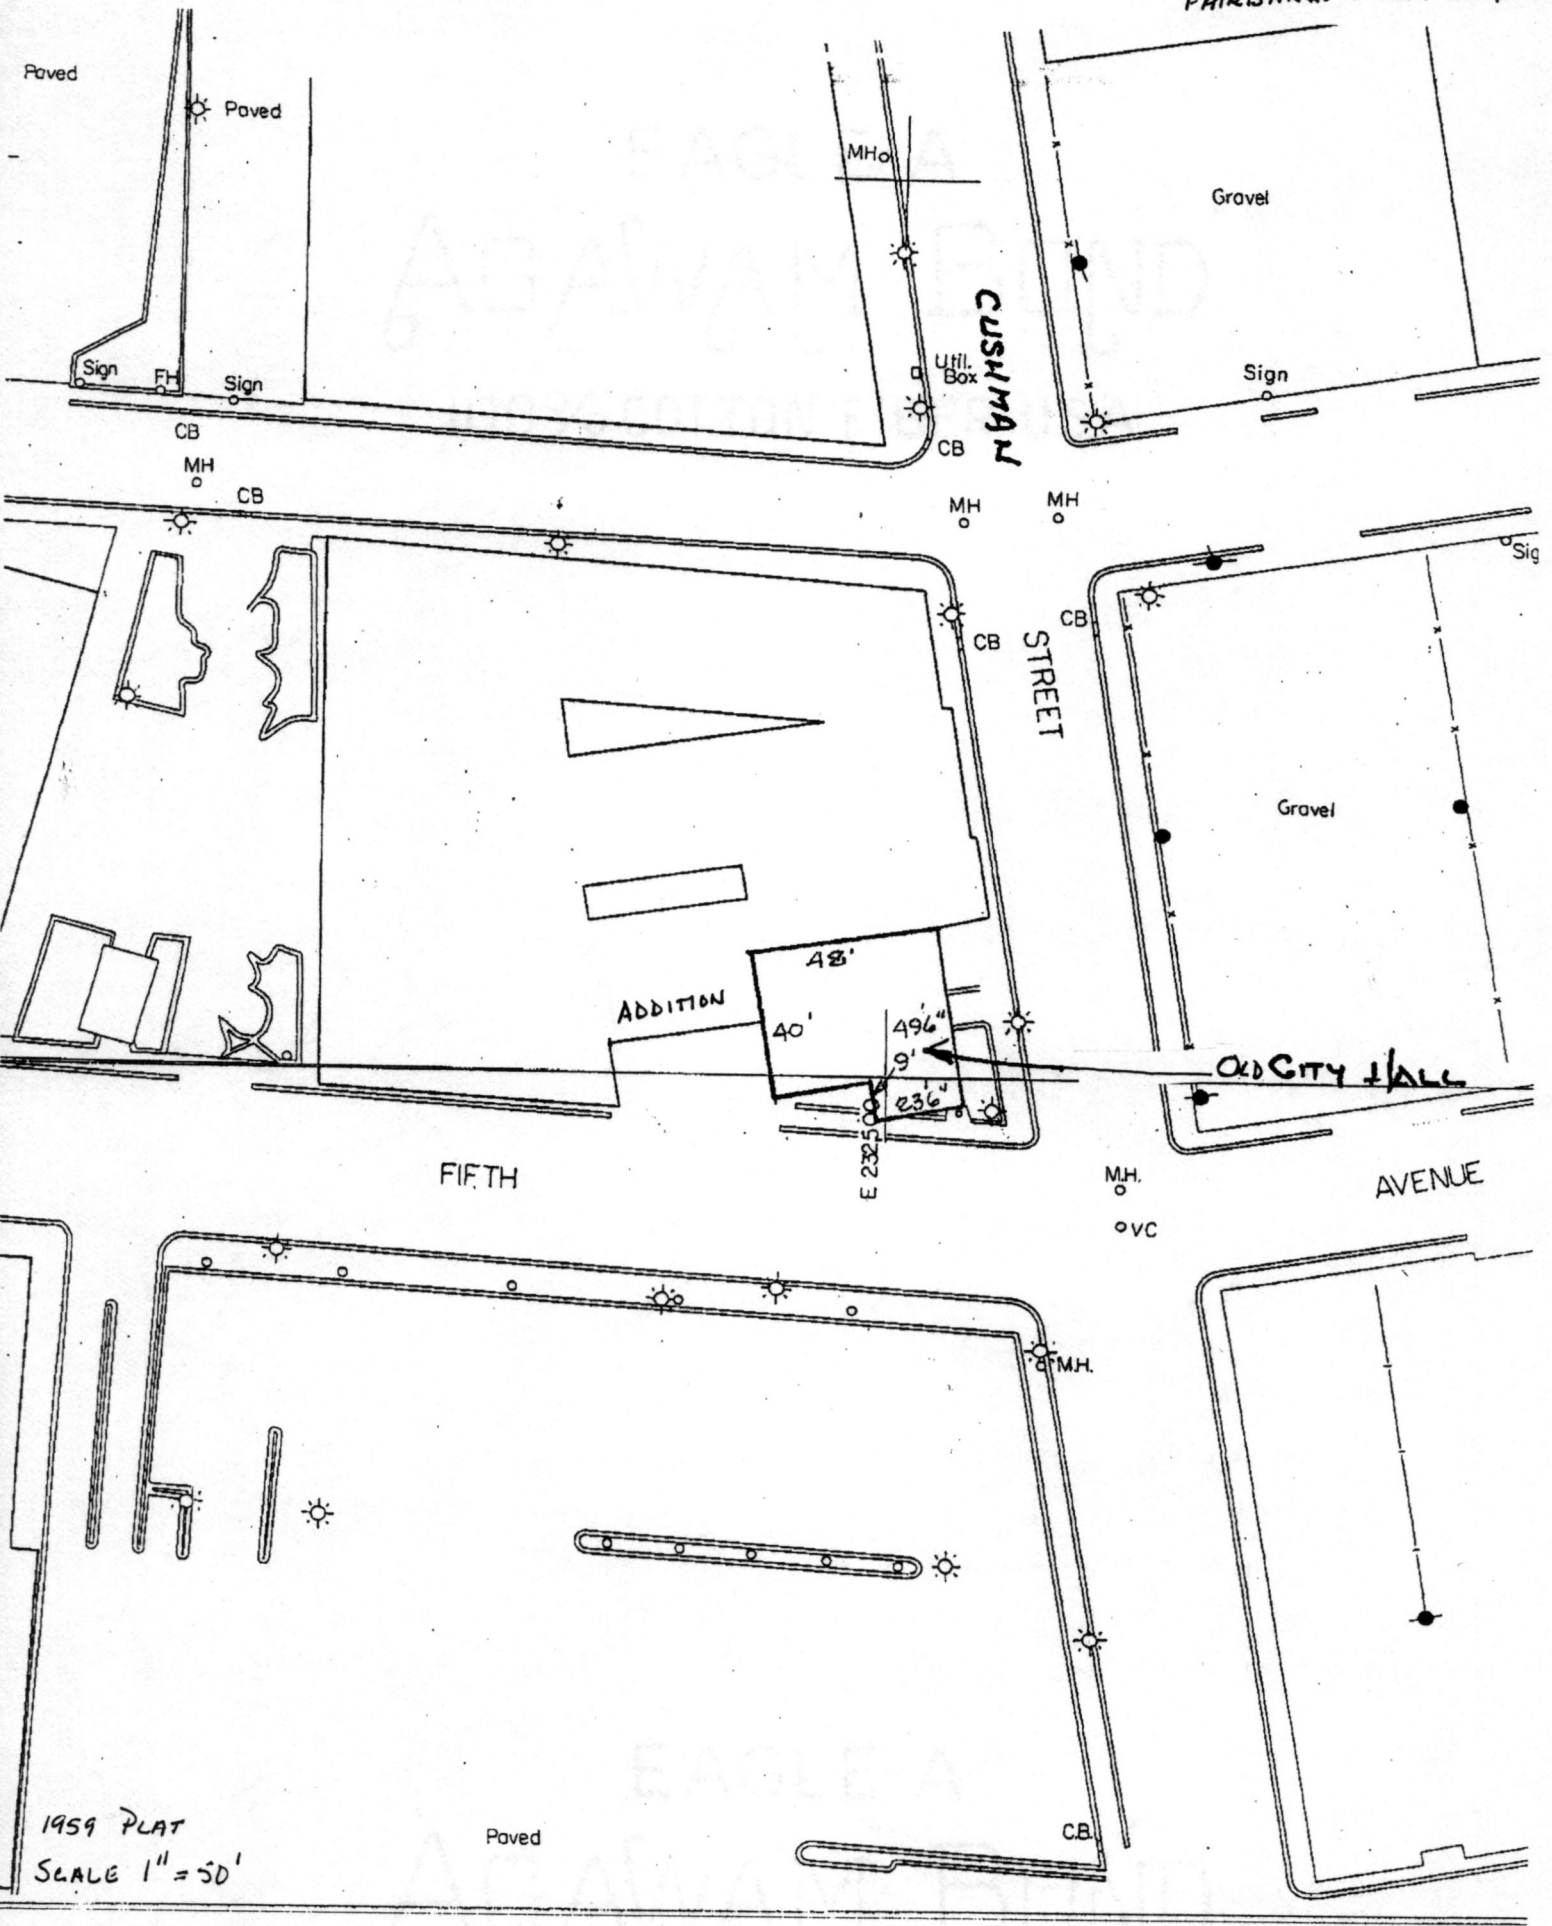 Paved
Paved
MH
Gravel
CUSHMAN
Util.
Box
Sign
FH
Sign
Sign
CB
CB
MH
CB
MH
MH
Sig
CB
CB
STREET
Gravel
48'
ADDITION
40'
49'6"
9'
OLD CITY HALL
23'6"
E 2325 00
FIFTH
M.H.
AVENUE
VC
M.H.
1959 PLAT
Paved
C.B.
SCALE 1" = 50'